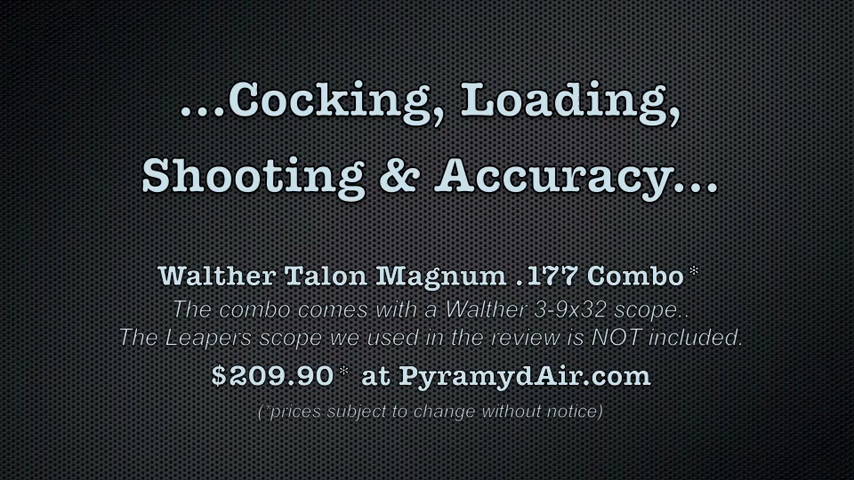 ...Cocking, Loading,
Shooting & Accuracy...
Walther Talon Magnum .177 Combo*
The combo comes with a Walther 3-9x32 scope..
The Leapers scope we used in the review is NOT included.
$209.90* at PyramydAir.com
(*prices subject to change without notice)